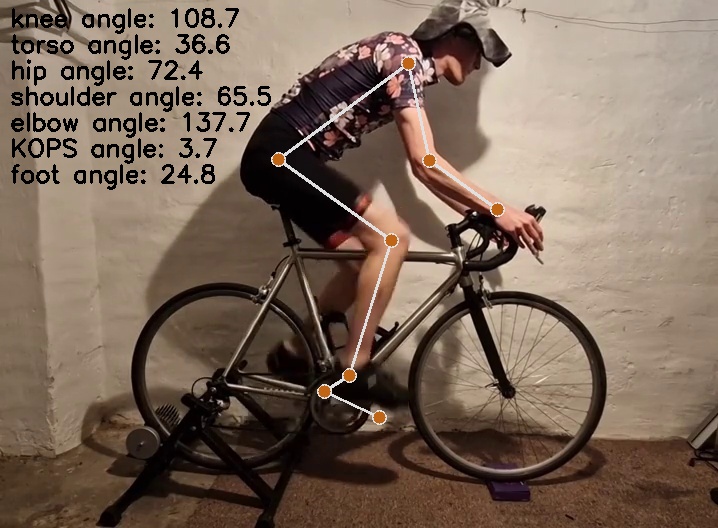 knee angle: 108.7
torso angle: 36.6
hip angle: 72.4
shoulder angle: 65.5
elbow angle: 137.7
KOPS angle: 3.7
foot angle: 24.8